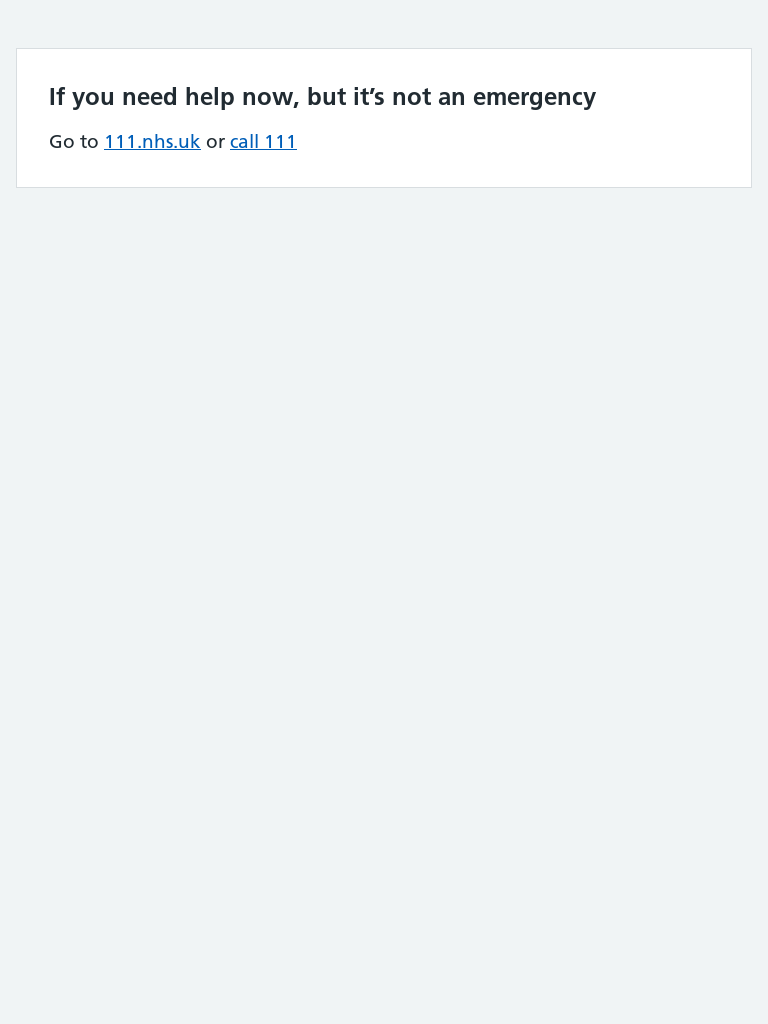 If you need help now, but it’s not an emergency
Go to 111.nhs.uk or call 111